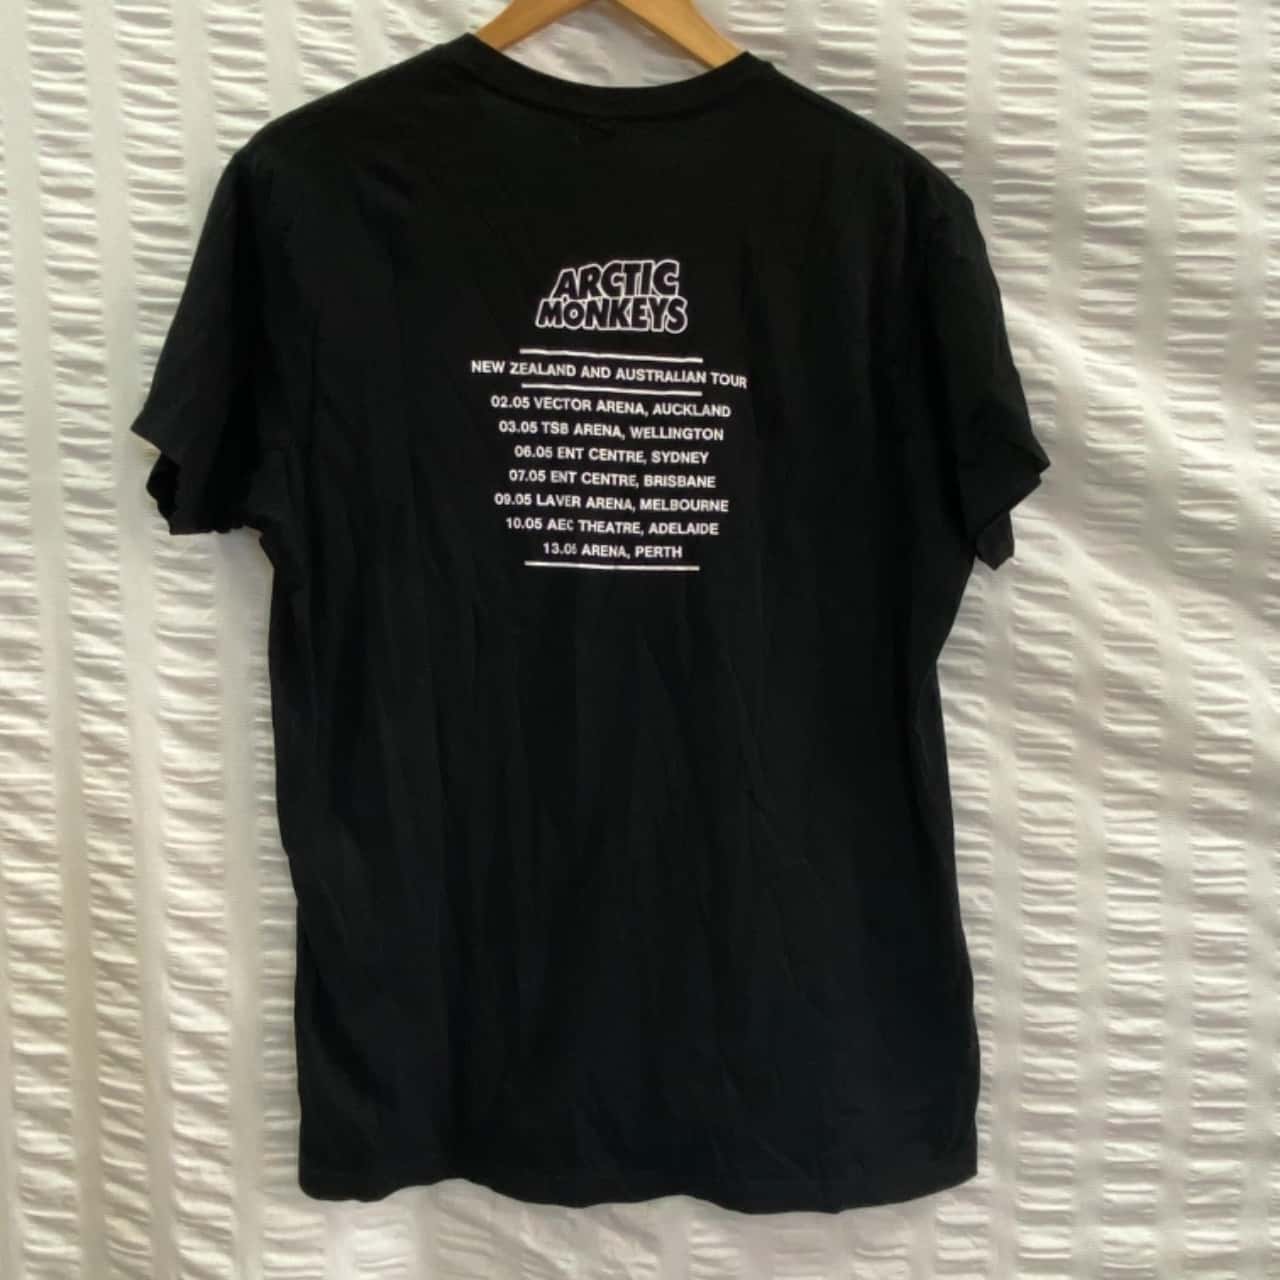 ARCTIC
MONKEYS
NEW ZEALAND AND AUSTRALIAN TOUR
02.05 VECTOR ARENA, AUCKLAND
03.05 TSB ARENA, WELLINGTON
06.05 ENT CENTRE, SYDNEY
07.05 ENT CENTRE, BRISBANE
09.05 LAVER ARENA, MELBOURNE
10.05 AEC THEATRE, ADELAIDE
13.05 ARENA, PERTH